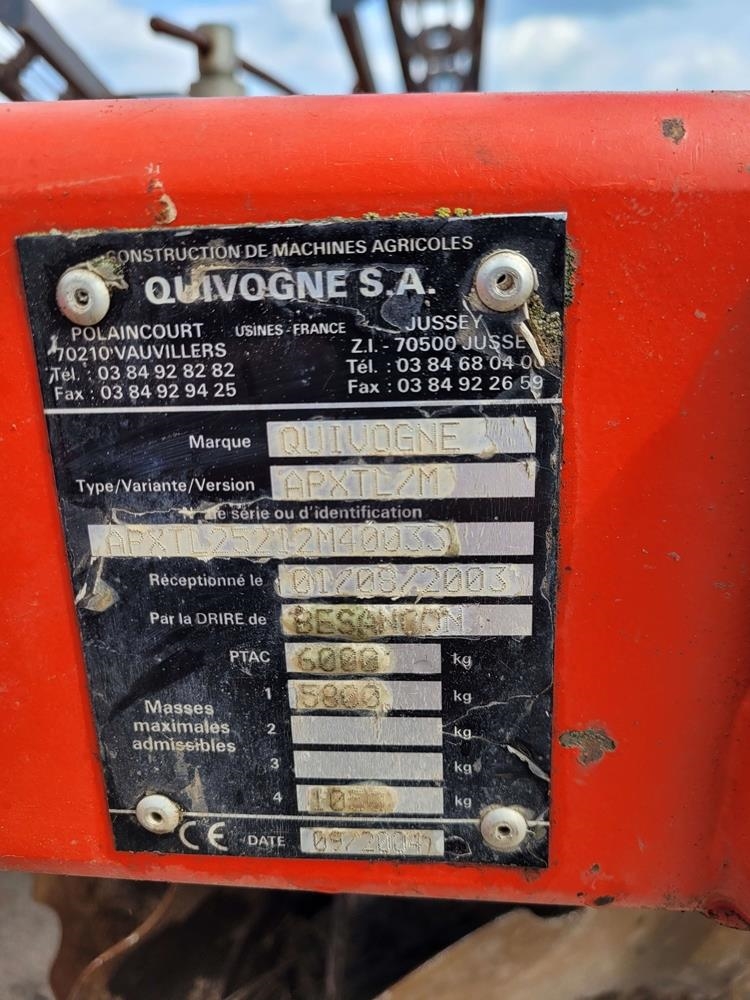 CONSTRUCTION DE MACHINES AGRICOLES
QUIVOGNE S.A.
POLAINCOURT USINES - FRANCE JUSSEY
70210 VAUVILLERS Z.I. - 70500 JUSSE
Tél. : 03 84 92 82 82 Tél. : 03 84 68 04 0
Fax : 03 84 92 94 25 Fax : 03 84 92 26 59
Marque QUIVOGNE
Type/Variante/Version APXTL/M
N° de série ou d'identification
APXTL25212M40033
Réceptionné le 01/08/2003
Par la DRIRE de BESANCON
PTAC 6000 kg
Masses maximales admissibles
1 5800 kg
2 kg
3 kg
4 kg
CE DATE 09/2004